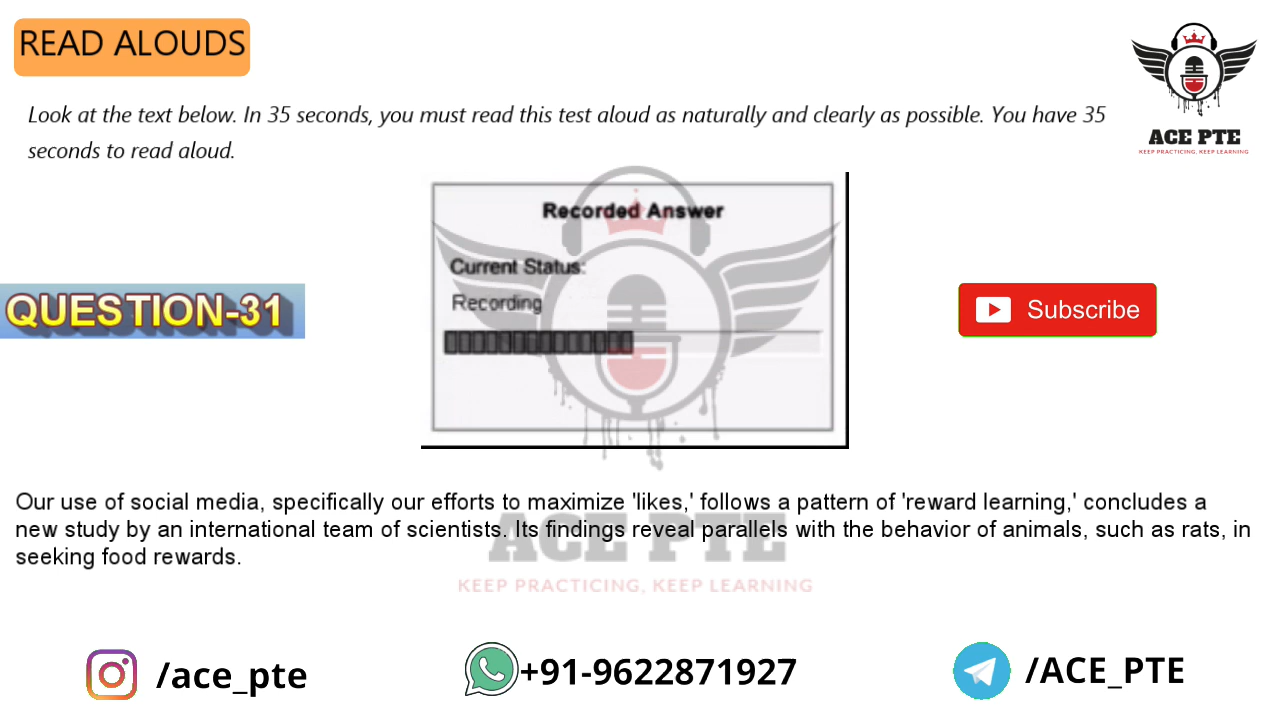 READ ALOUDS
Look at the text below. In 35 seconds, you must read this test aloud as naturally and clearly as possible. You have 35
seconds to read aloud.
ACE PTE
KEEP PRACTICING, KEEP LEARNING
Recorded Answer
Current Status:
Recording
QUESTION-31
Subscribe
Our use of social media, specifically our efforts to maximize 'likes,' follows a pattern of 'reward learning,' concludes a
new study by an international team of scientists. Its findings reveal parallels with the behavior of animals, such as rats, in
seeking food rewards.
ACE PTE
KEEP PRACTICING, KEEP LEARNING
/ace_pte
+91-9622871927
/ACE_PTE